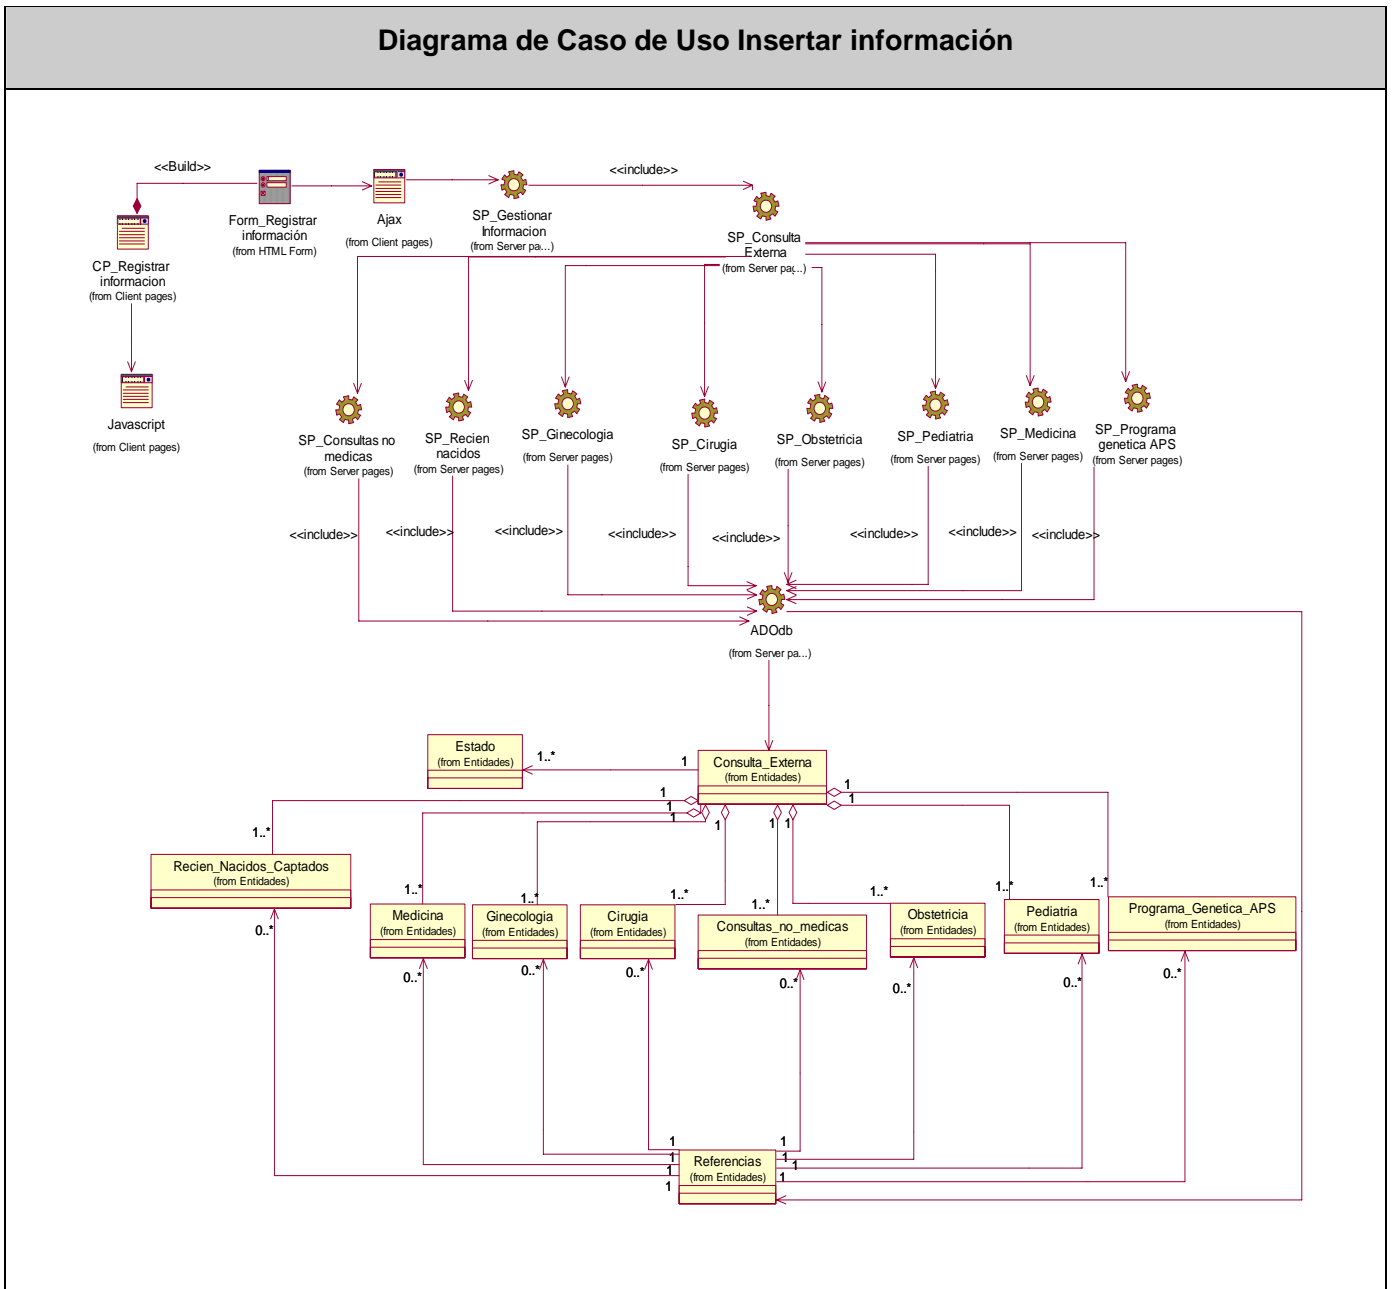 Diagrama de Caso de Uso Insertar información
<<Build>>
<<include>>
Form_Registrar
información
(from HTML Form)
Ajax
(from Client pages)
SP_Gestionar
Informacion
(from Server pa...)
SP_Consulta
Externa
(from Server pa...)
CP_Registrar
informacion
(from Client pages)
Javascript
(from Client pages)
SP_Consultas no
medicas
(from Server pages)
SP_Recien
nacidos
(from Server pages)
SP_Ginecologia
(from Server pages)
SP_Cirugia
(from Server pages)
SP_Obstetricia
(from Server pages)
SP_Pediatria
(from Server pages)
SP_Medicina
(from Server pages)
SP_Programa
genetica APS
(from Server pages)
<<include>>
<<include>>
<<include>>
<<include>>
<<include>>
<<include>>
<<include>>
<<include>>
ADOdb
(from Server pa...)
Estado
(from Entidades)
1..*
1
Consulta_Externa
(from Entidades)
1
1
1
1
1
1
1
1
1..*
1..*
1..*
1..*
1..*
1..*
1..*
1..*
Recien_Nacidos_Captados
(from Entidades)
Medicina
(from Entidades)
Ginecologia
(from Entidades)
Cirugia
(from Entidades)
Consultas_no_medicas
(from Entidades)
Obstetricia
(from Entidades)
Pediatria
(from Entidades)
Programa_Genetica_APS
(from Entidades)
0..*
0..*
0..*
0..*
0..*
0..*
0..*
0..*
1
1
1
1
1
1
1
1
Referencias
(from Entidades)